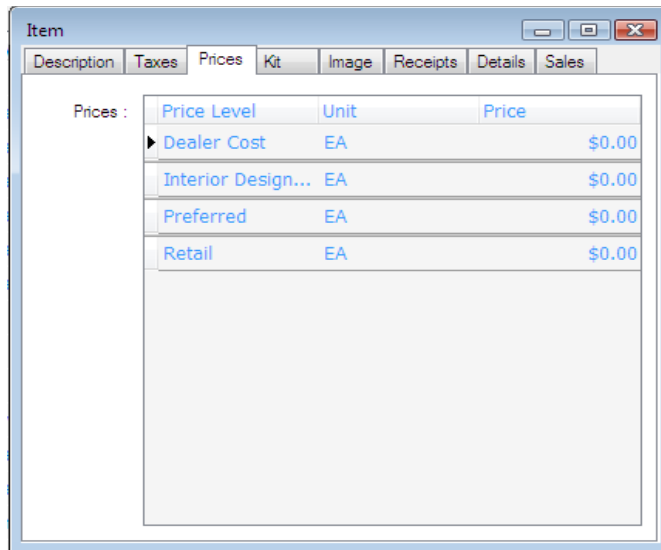 Item
Description Taxes Prices Kit Image Receipts Details Sales
Prices : Price Level Unit Price
Dealer Cost EA $0.00
Interior Design... EA $0.00
Preferred EA $0.00
Retail EA $0.00